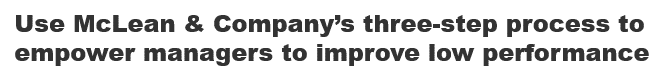 Use McLean & Company’s three-step process to
empower managers to improve low performance